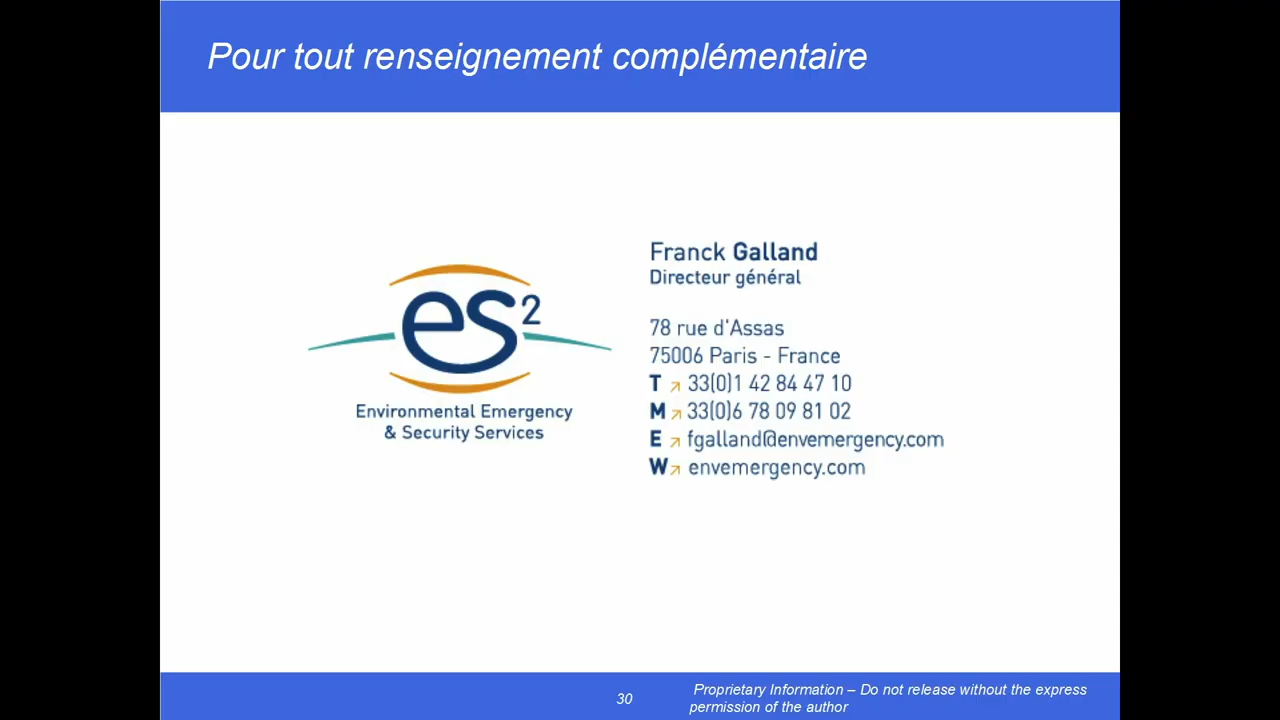 Pour tout renseignement complémentaire
es2
Environmental Emergency
& Security Services
Franck Galland
Directeur général
78 rue d'Assas
75006 Paris - France
T ↗ 33(0)1 42 84 47 10
M ↗ 33(0)6 78 09 81 02
E ↗ fgalland@envemergency.com
W ↗ envemergency.com
30
Proprietary Information – Do not release without the express
permission of the author